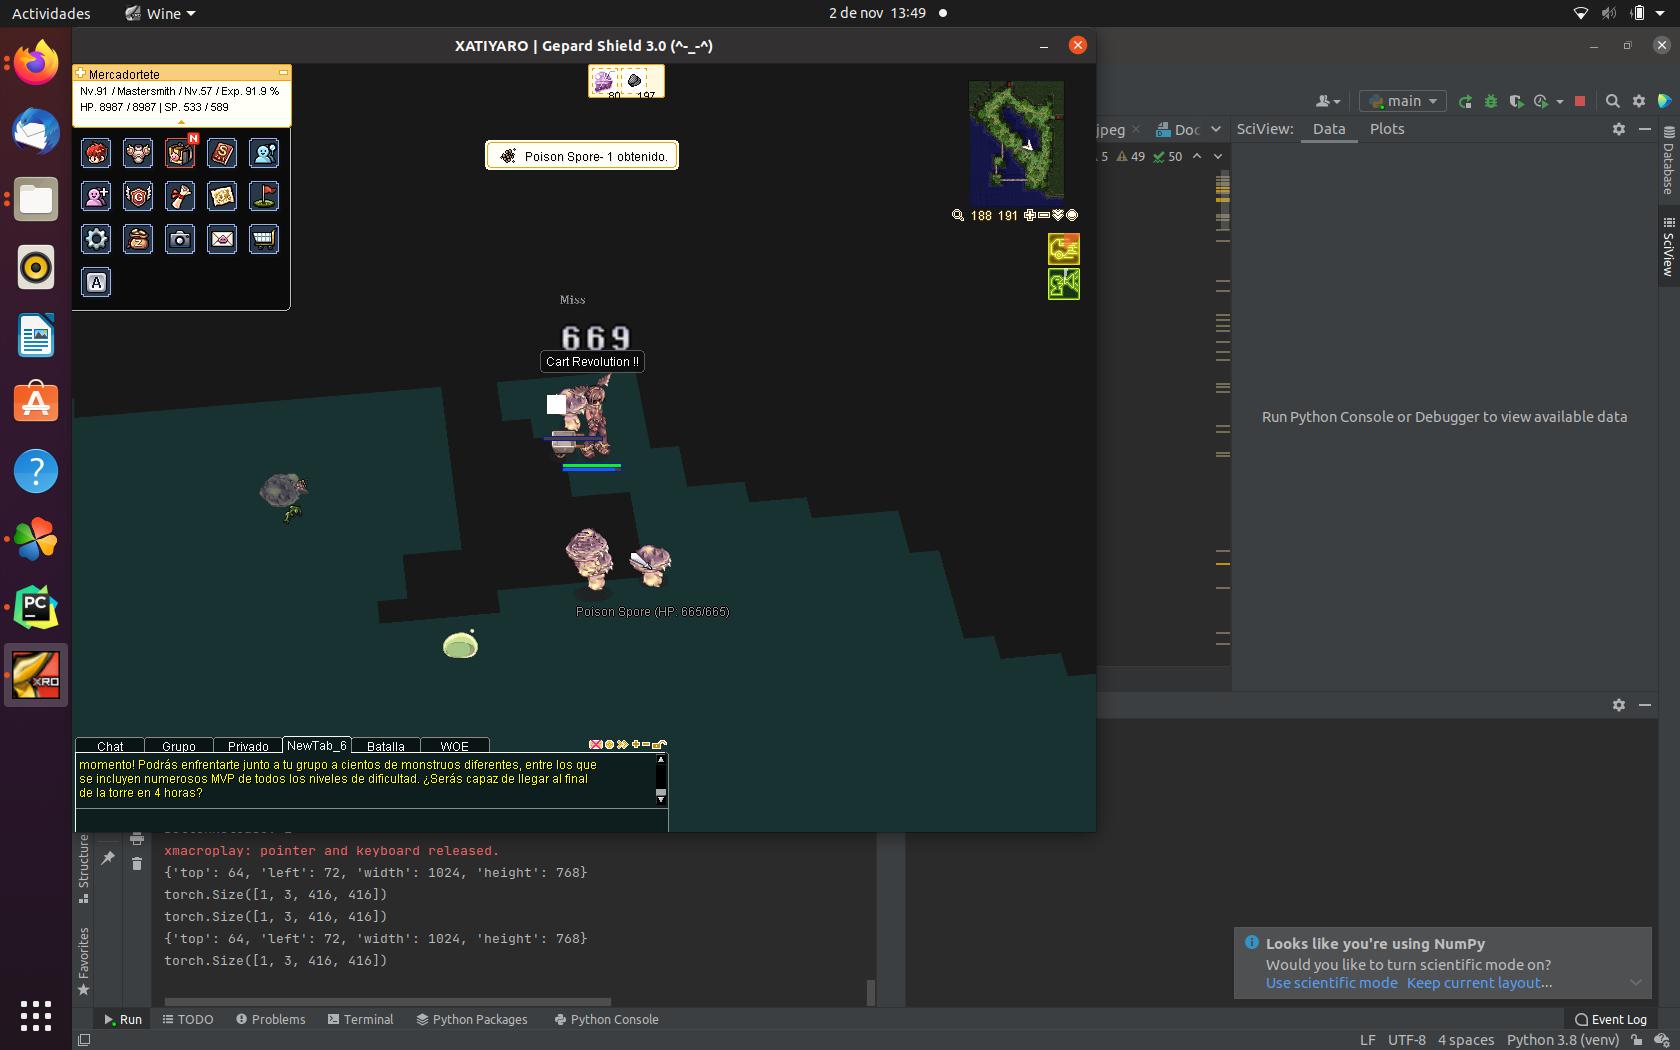 Actividades
Wine
2 de nov 13:49
XATIYARO | Gepard Shield 3.0 (^-_-^)
Mercadortete
Nv.91 / Mastersmith / Nv.57 / Exp. 91.9 %
HP. 8987 / 8987 | SP. 533 / 589
N
A
80 197
Poison Spore- 1 obtenido.
188 191
Miss
669
Cart Revolution !!
Poison Spore (HP: 665/665)
Chat
Grupo
Privado
NewTab_6
Batalla
WOE
momento! Podrás enfrentarte junto a tu grupo a cientos de monstruos diferentes, entre los que
se incluyen numerosos MVP de todos los niveles de dificultad. ¿Serás capaz de llegar al final
de la torre en 4 horas?
main
jpeg
Doc
SciView:
Data
Plots
5 49 50
Database
SciView
Run Python Console or Debugger to view available data
xmacroplay: pointer and keyboard released.
{'top': 64, 'left': 72, 'width': 1024, 'height': 768}
torch.Size([1, 3, 416, 416])
torch.Size([1, 3, 416, 416])
{'top': 64, 'left': 72, 'width': 1024, 'height': 768}
torch.Size([1, 3, 416, 416])
Structure
Favorites
PC
XRO
Looks like you're using NumPy
Would you like to turn scientific mode on?
Use scientific mode Keep current layout...
Run
TODO
Problems
Terminal
Python Packages
Python Console
Event Log
LF UTF-8 4 spaces Python 3.8 (venv)